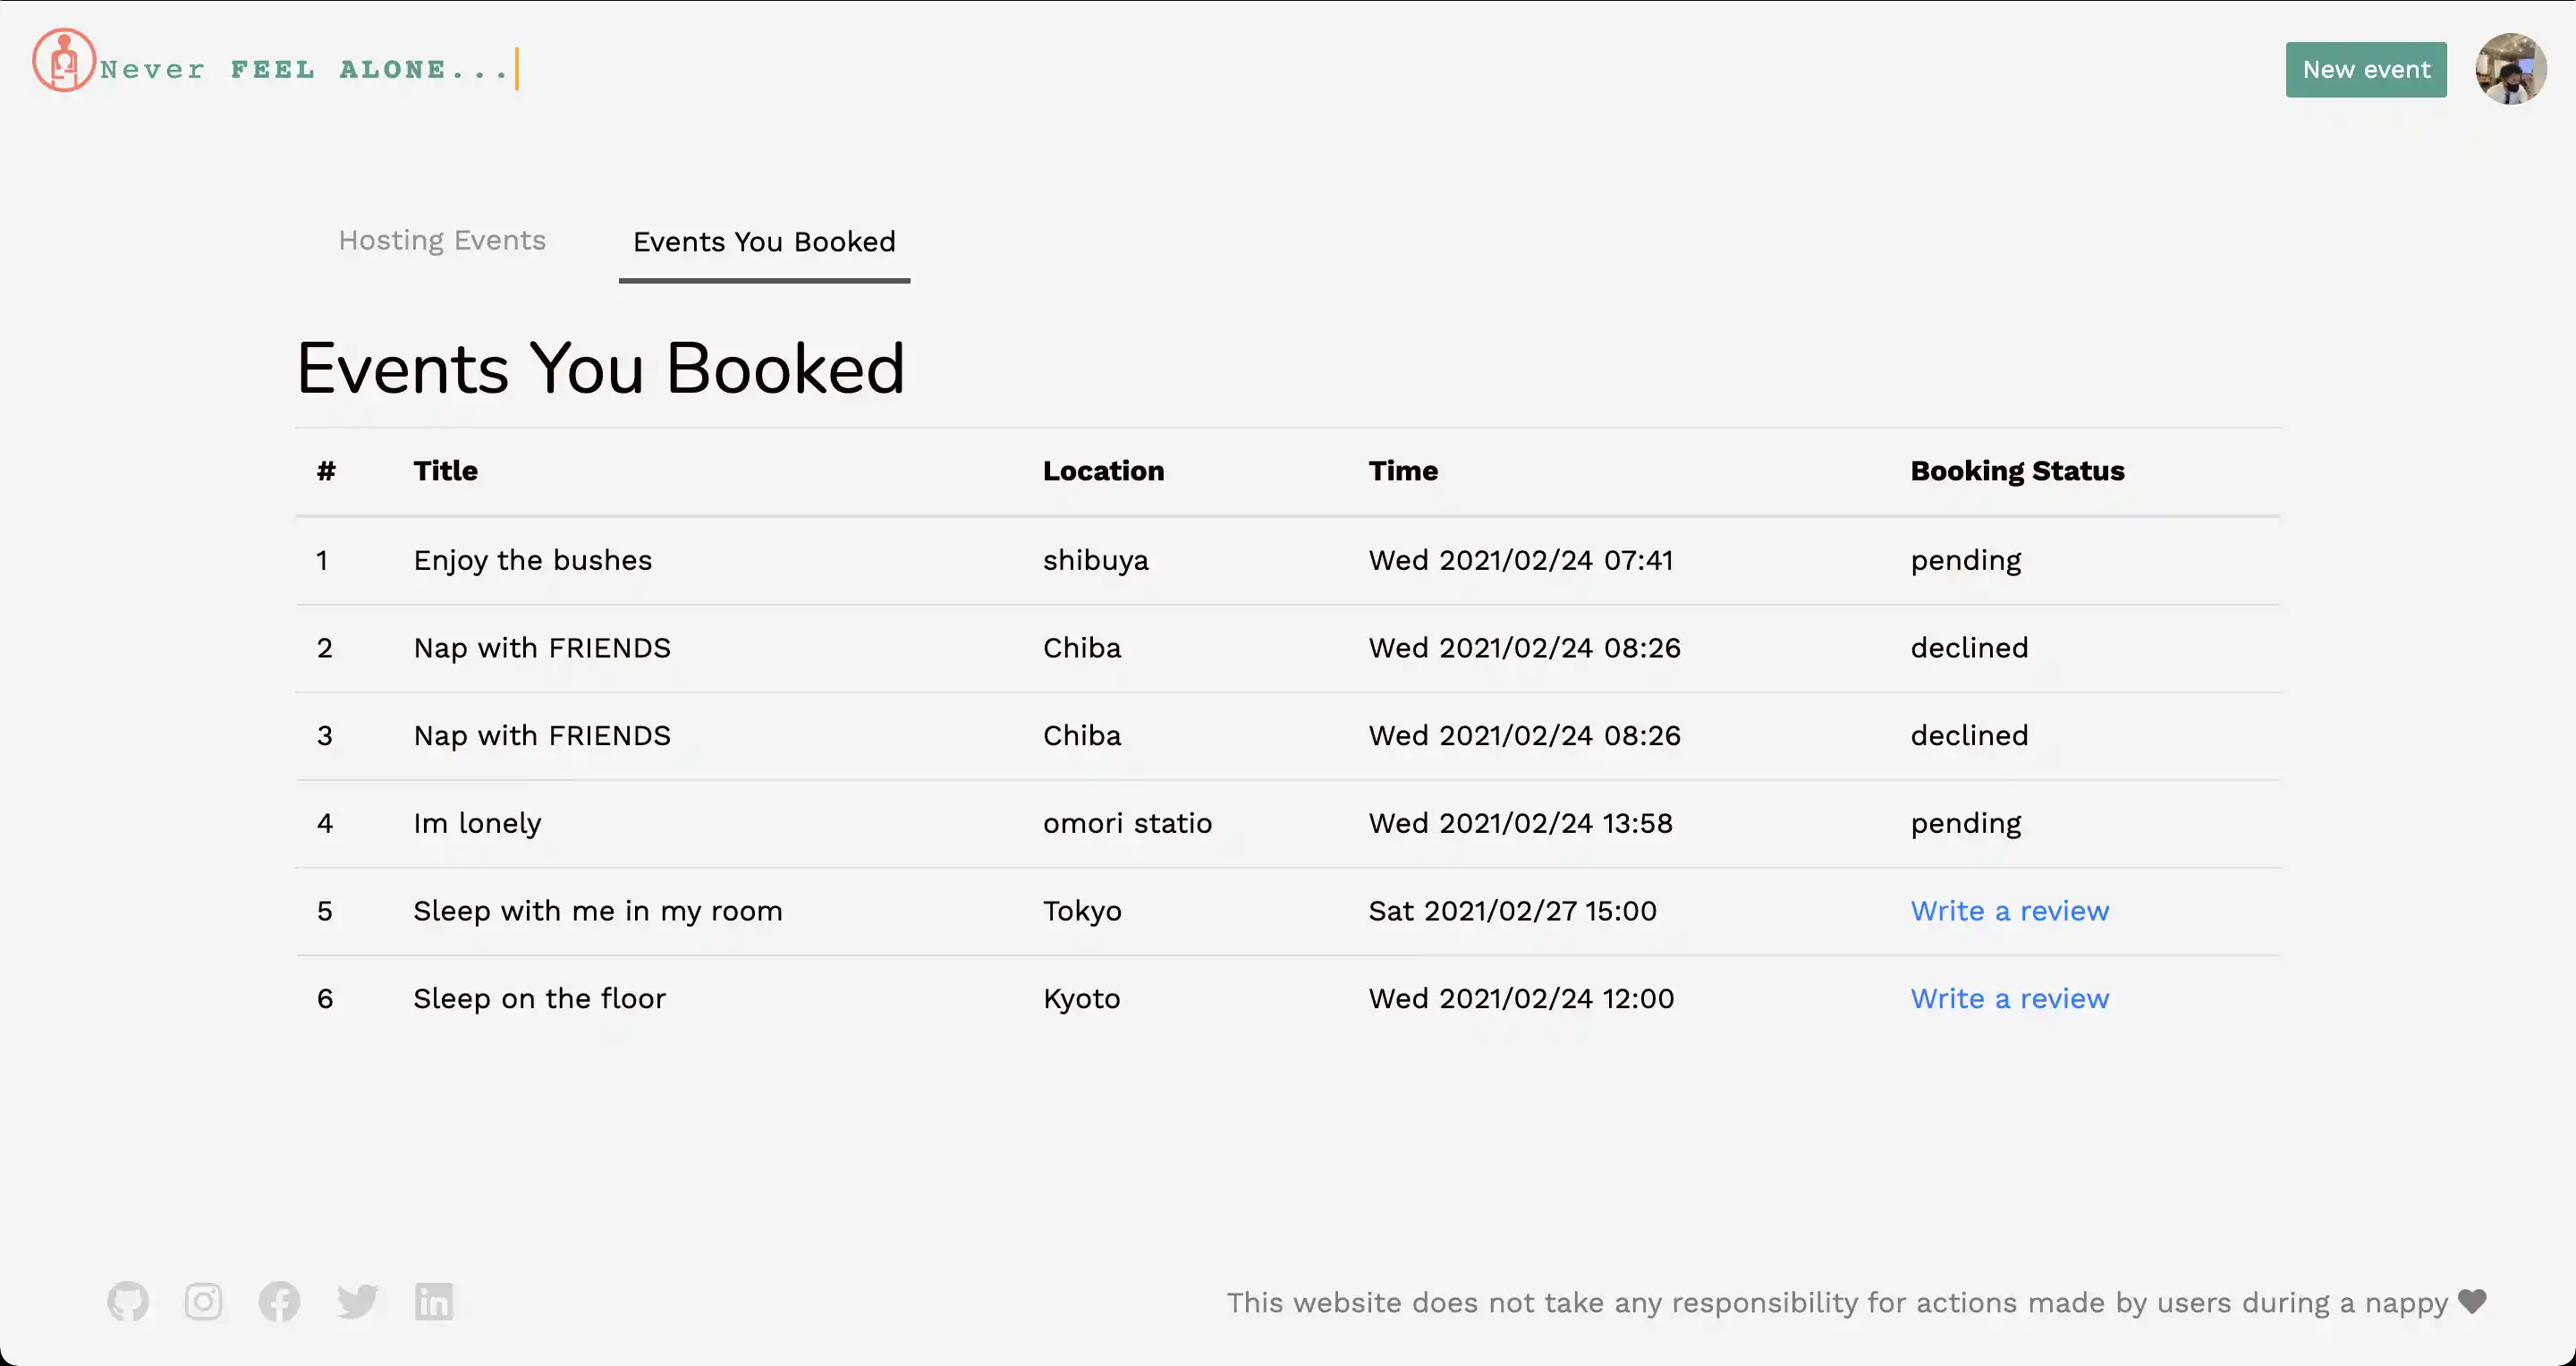 Never FEEL ALONE...
New event
Hosting Events
Events You Booked
Events You Booked
# Title Location Time Booking Status
1 Enjoy the bushes shibuya Wed 2021/02/24 07:41 pending
2 Nap with FRIENDS Chiba Wed 2021/02/24 08:26 declined
3 Nap with FRIENDS Chiba Wed 2021/02/24 08:26 declined
4 Im lonely omori statio Wed 2021/02/24 13:58 pending
5 Sleep with me in my room Tokyo Sat 2021/02/27 15:00 Write a review
6 Sleep on the floor Kyoto Wed 2021/02/24 12:00 Write a review
This website does not take any responsibility for actions made by users during a nappy